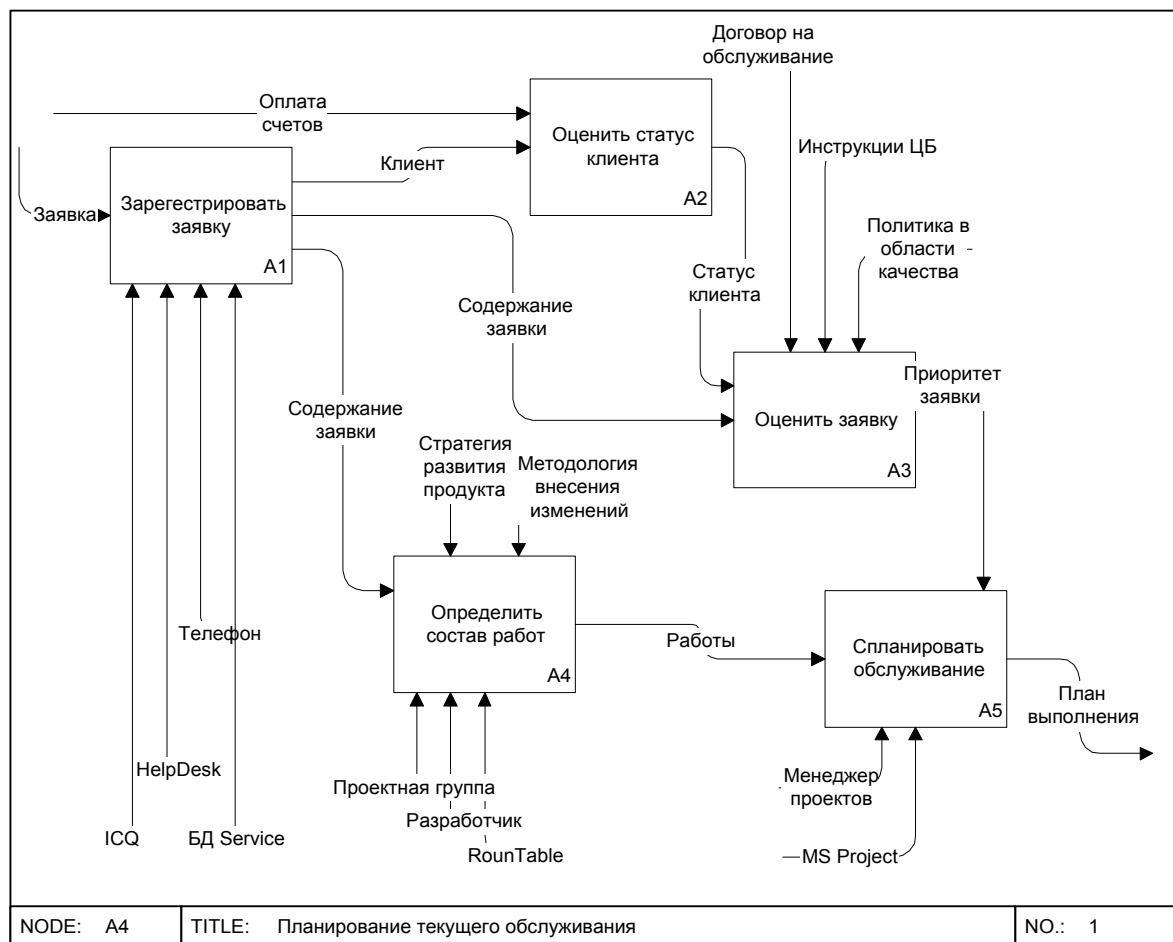 Договор на
обслуживание
Оплата
счетов
Оценить статус
клиента
A2
Инструкции ЦБ
Клиент
Зарегестрировать
заявку
A1
Заявка
Политика в
области
качества
Статус
клиента
Содержание
заявки
Приоритет
заявки
Оценить заявку
A3
Содержание
заявки
Стратегия
развития
продукта
Методология
внесения
изменений
Определить
состав работ
A4
Телефон
Работы
Спланировать
обслуживание
A5
План
выполнения
HelpDesk
Проектная группа
Менеджер
проектов
Разработчик
ICQ
БД Service
RounTable
MS Project
NODE: A4
TITLE: Планирование текущего обслуживания
NO.: 1